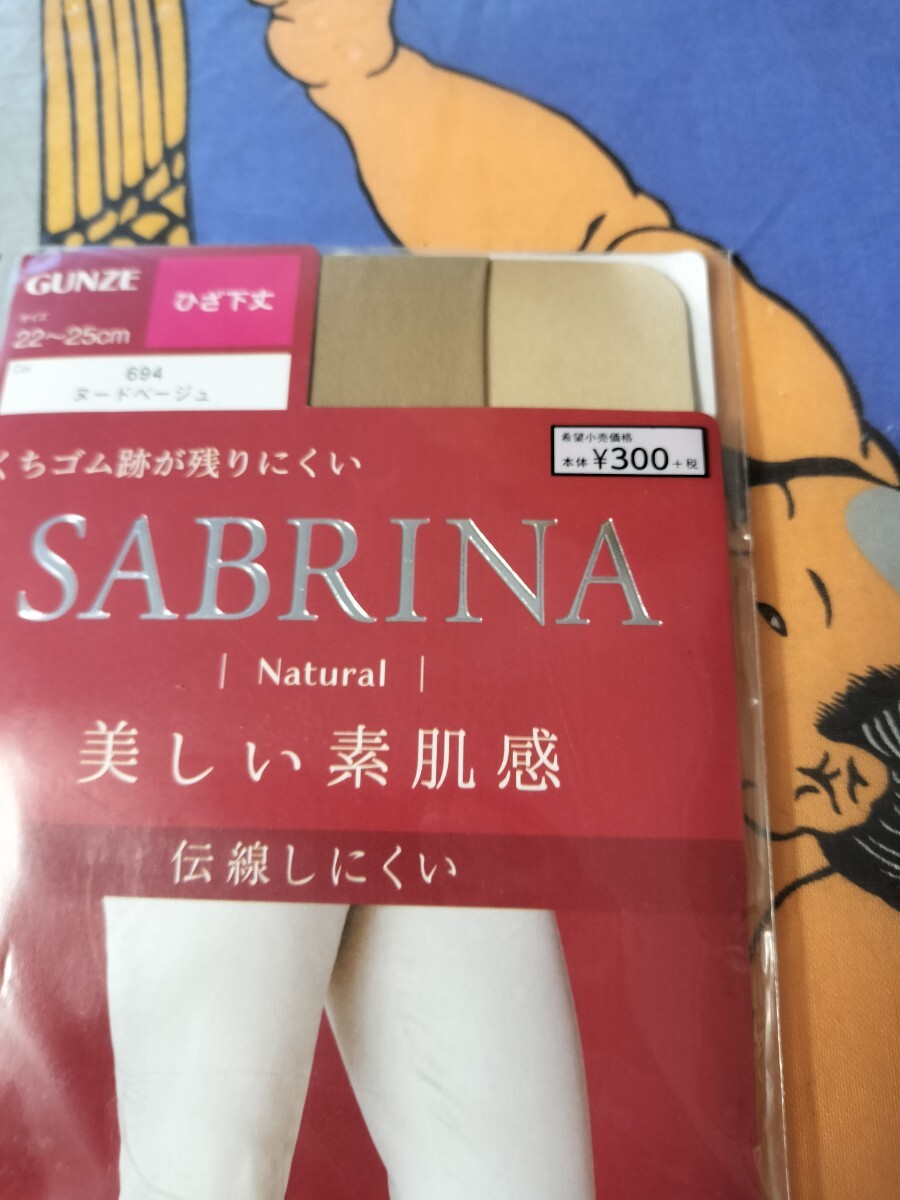 GUNZE
ひざ下丈
サイズ
22〜25cm
694
ヌードベージュ
希望小売価格
本体 ¥300 +税
くちゴム跡が残りにくい
SABRINA
| Natural |
美しい素肌感
伝線しにくい